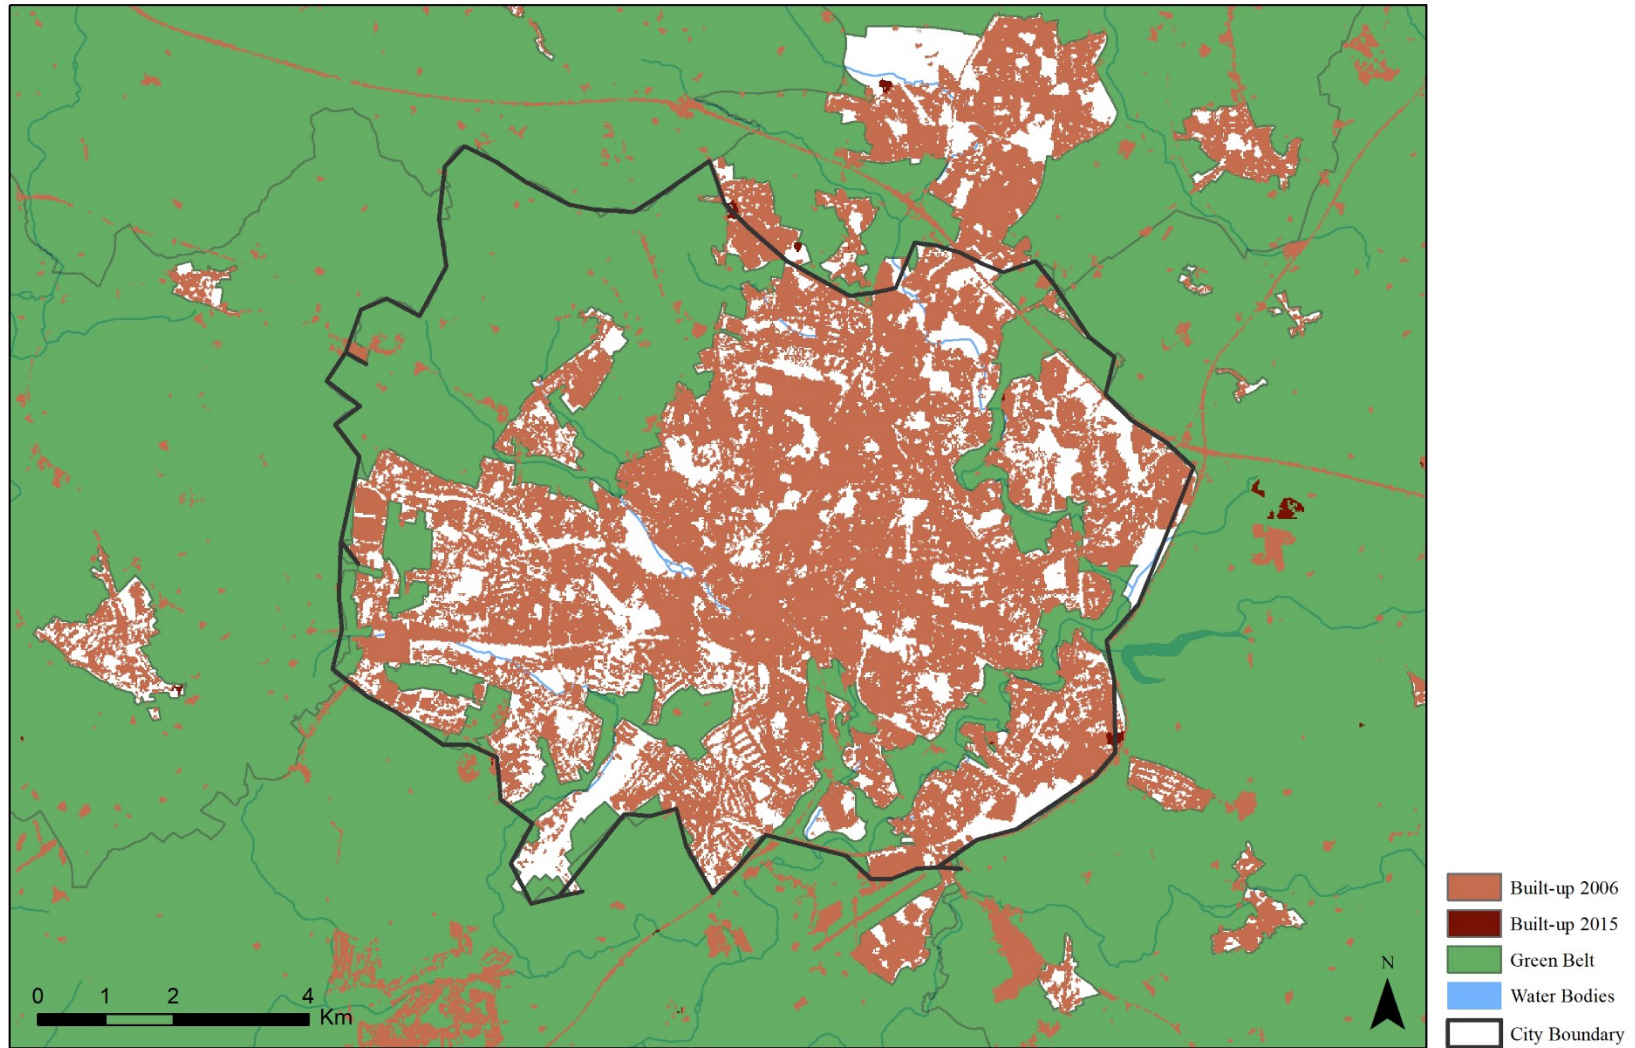 N
0 1 2 4
Km
Built-up 2006
Built-up 2015
Green Belt
Water Bodies
City Boundary